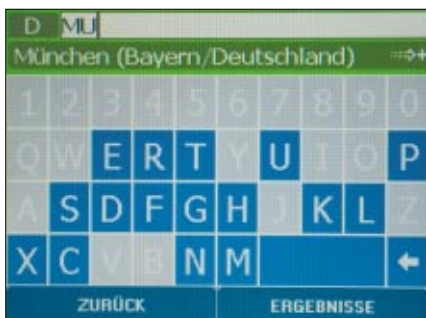 D MU
München (Bayern/Deutschland)
1 2 3 4 5 6 7 8 9 0
Q W E R T Y U I O P
A S D F G H J K L Z
X C V B N M
ZURÜCK ERGEBNISSE